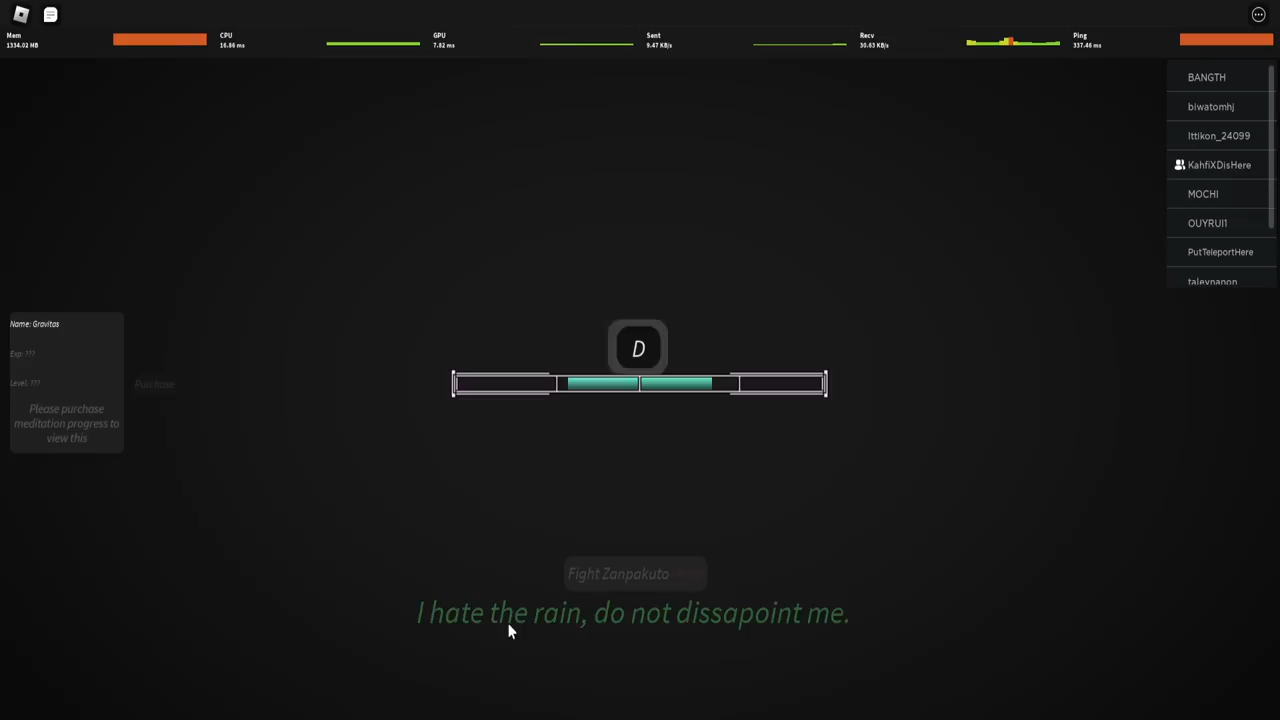 Mem
1334.02 MB
CPU
16.86 ms
GPU
7.82 ms
Sent
9.47 KB/s
Recv
30.63 KB/s
Ping
337.46 ms
BANGTH
biwatomhj
Ittikon_24099
KahfiXDisHere
MOCHI
OUYRUI1
PutTeleportHere
taleynanon
Name: Gravitas
Exp: ???
Level: ???
Purchase
Please purchase
meditation progress to
view this
D
Fight Zanpakuto
I hate the rain, do not dissapoint me.